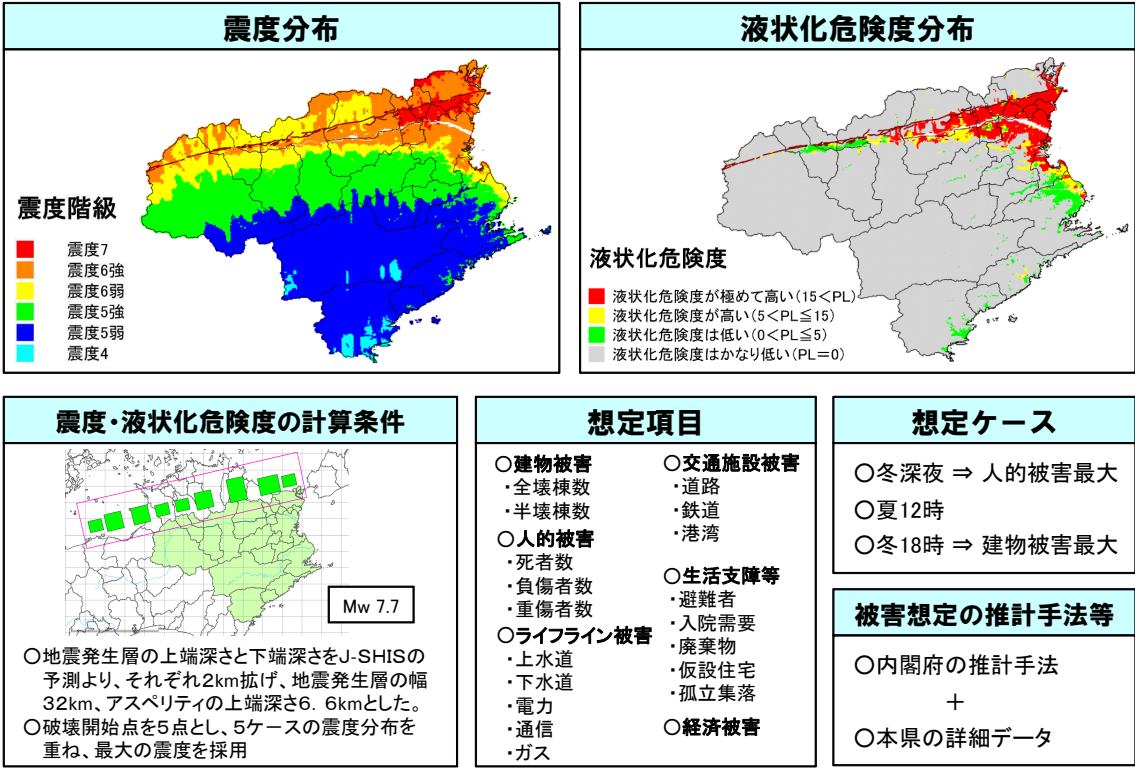 震度分布
震度階級
震度7
震度6強
震度6弱
震度5強
震度5弱
震度4
液状化危険度分布
液状化危険度
液状化危険度が極めて高い(15<PL)
液状化危険度が高い(5<PL≦15)
液状化危険度は低い(0<PL≦5)
液状化危険度はかなり低い(PL=0)
震度・液状化危険度の計算条件
Mw 7.7
○地震発生層の上端深さと下端深さをJ-SHISの
予測より、それぞれ2km拡げ、地震発生層の幅
32km、アスペリティの上端深さ6.6kmとした。
○破壊開始点を5点とし、5ケースの震度分布を
重ね、最大の震度を採用
想定項目
○建物被害
・全壊棟数
・半壊棟数
○人的被害
・死者数
・負傷者数
・重傷者数
○ライフライン被害
・上水道
・下水道
・電力
・通信
・ガス
○交通施設被害
・道路
・鉄道
・港湾
○生活支障等
・避難者
・入院需要
・廃棄物
・仮設住宅
・孤立集落
○経済被害
想定ケース
○冬深夜 ⇒ 人的被害最大
○夏12時
○冬18時 ⇒ 建物被害最大
被害想定の推計手法等
○内閣府の推計手法
+
○本県の詳細データ